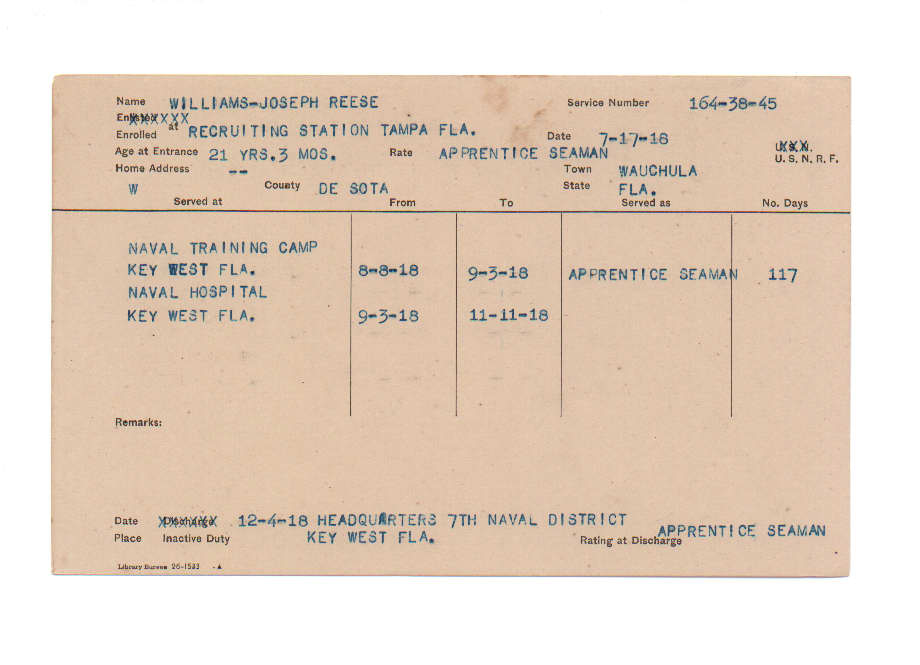 Name WILLIAMS-JOSEPH REESE Service Number 164-38-45
Enlisted XXXXXX
Enrolled at RECRUITING STATION TAMPA FLA. Date 7-17-18
U.S.N. XXX
Age at Entrance 21 YRS.3 MOS. Rate APPRENTICE SEAMAN U. S. N. R. F.
Home Address -- Town WAUCHULA
W County DE SOTA State FLA.
Served at From To Served as No. Days
NAVAL TRAINING CAMP
KEY WEST FLA. 8-8-18 9-3-18 APPRENTICE SEAMAN 117
NAVAL HOSPITAL
KEY WEST FLA. 9-3-18 11-11-18
Remarks:
Date Discharge XXXXXX 12-4-18 HEADQUARTERS 7TH NAVAL DISTRICT
Place Inactive Duty KEY WEST FLA. Rating at Discharge APPRENTICE SEAMAN
Library Bureau 26-1533 -A